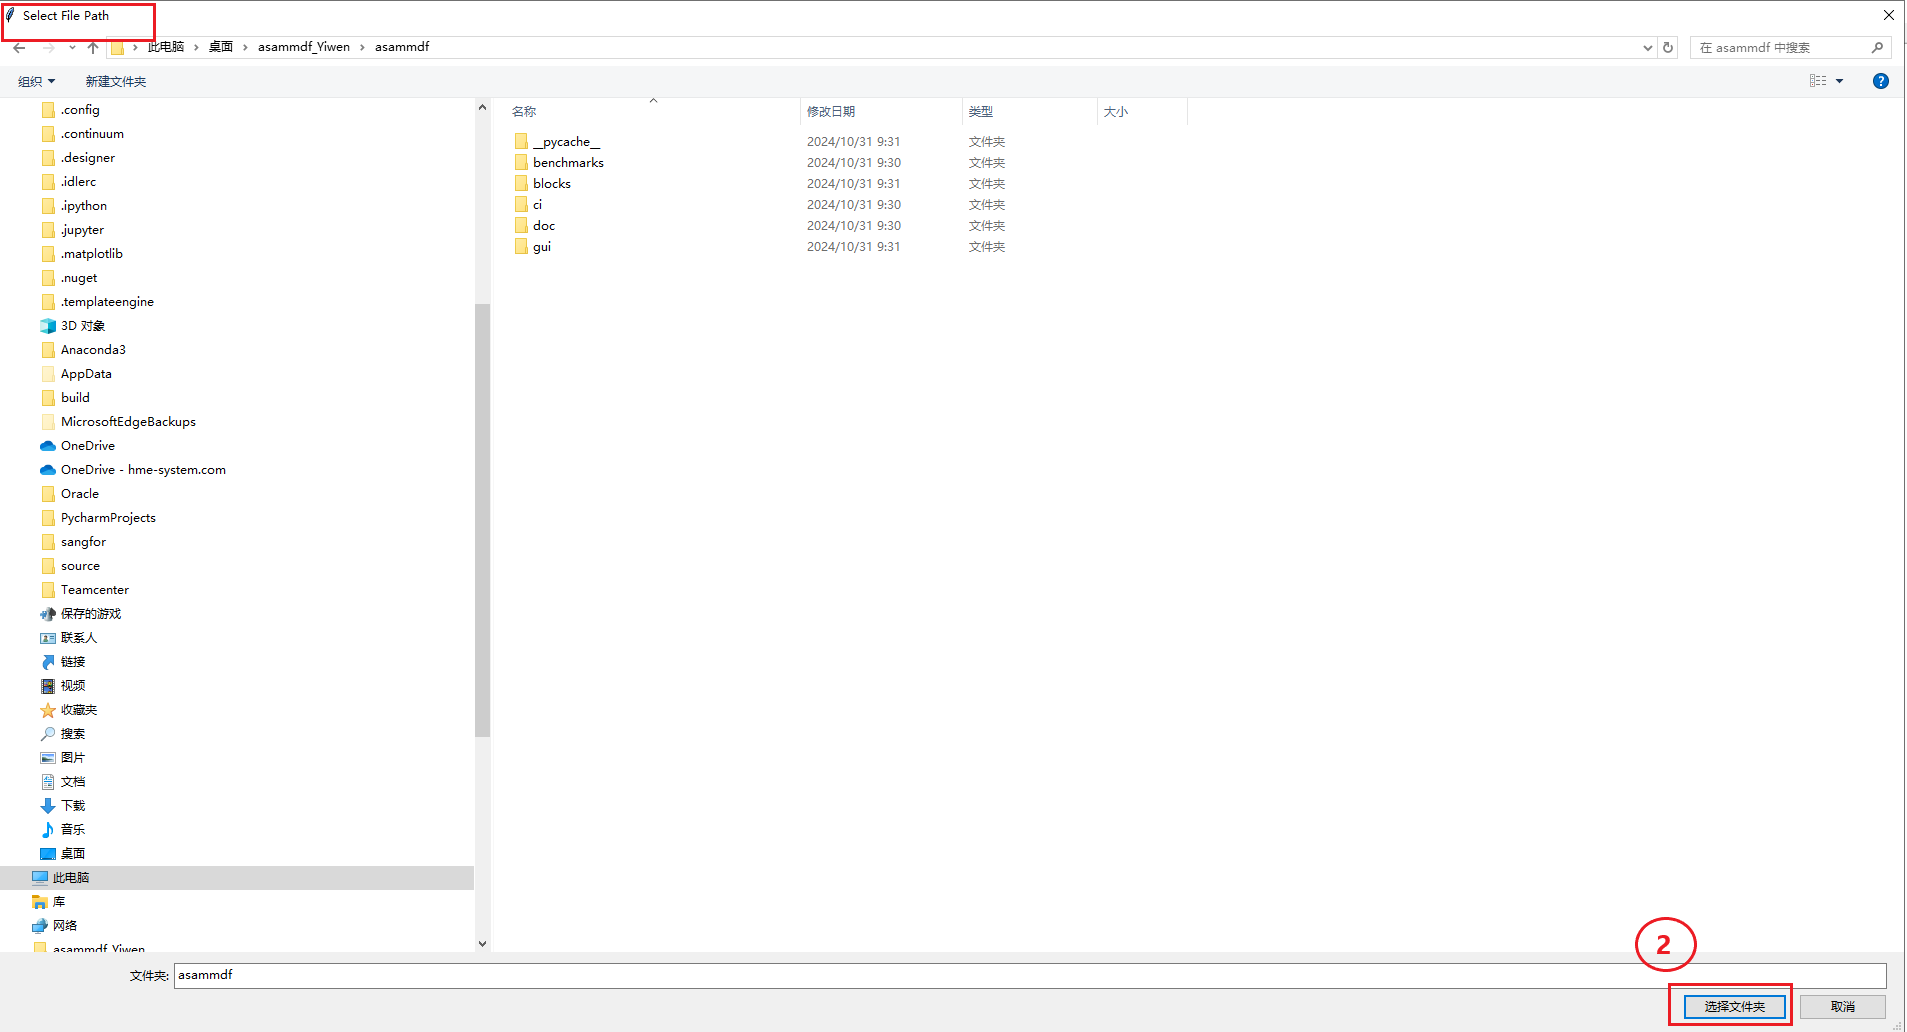 Select File Path
此电脑 › 桌面 › asammdf_Yiwen › asammdf
在 asammdf 中搜索
组织
新建文件夹
.config
.continuum
.designer
.idlerc
.ipython
.jupyter
.matplotlib
.nuget
.templateengine
3D 对象
Anaconda3
AppData
build
MicrosoftEdgeBackups
OneDrive
OneDrive - hme-system.com
Oracle
PycharmProjects
sangfor
source
Teamcenter
保存的游戏
联系人
链接
视频
收藏夹
搜索
图片
文档
下载
音乐
桌面
此电脑
库
网络
asammdf_Yiwen
名称 修改日期 类型 大小
__pycache__ 2024/10/31 9:31 文件夹
benchmarks 2024/10/31 9:30 文件夹
blocks 2024/10/31 9:31 文件夹
ci 2024/10/31 9:30 文件夹
doc 2024/10/31 9:30 文件夹
gui 2024/10/31 9:31 文件夹
2
文件夹: asammdf
选择文件夹
取消